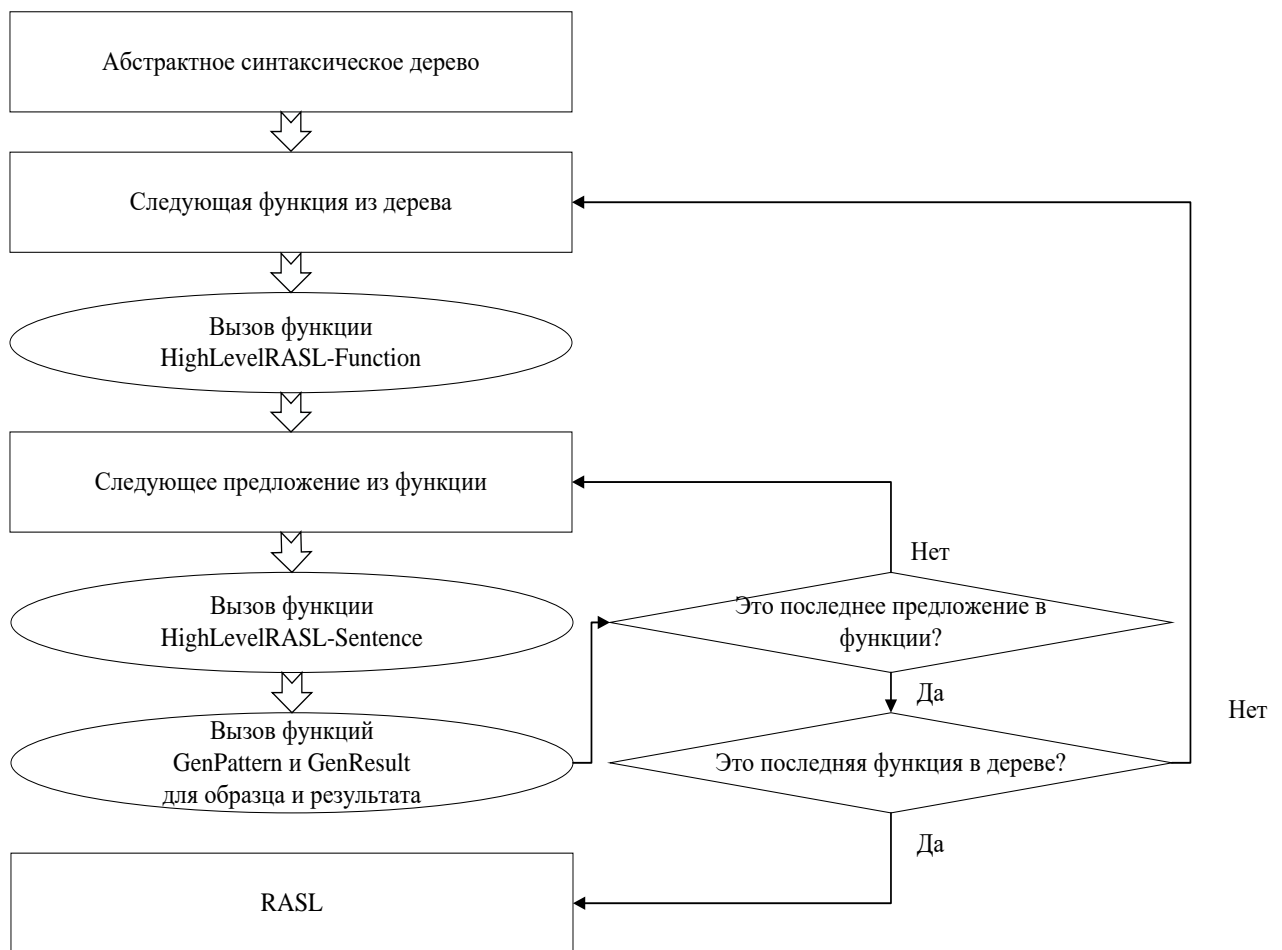 Абстрактное синтаксическое дерево
Следующая функция из дерева
Вызов функции
HighLevelRASL-Function
Следующее предложение из функции
Нет
Вызов функции
HighLevelRASL-Sentence
Это последнее предложение в
функции?
Да
Нет
Вызов функций
GenPattern и GenResult
для образца и результата
Это последняя функция в дереве?
Да
RASL